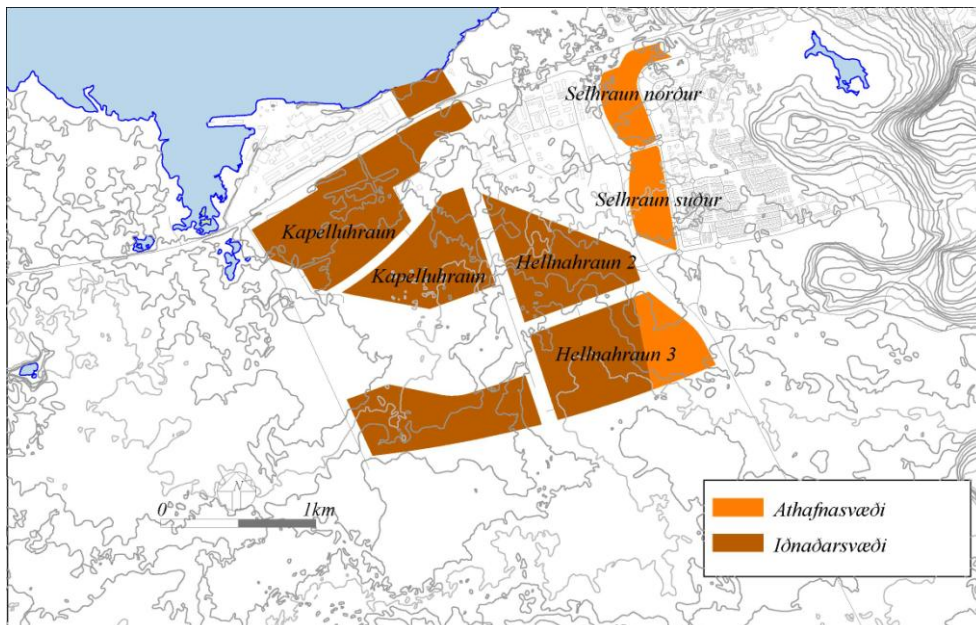 Selhraun norður
Selhraun suður
Kapelluhraun
Kapelluhraun
Hellnahraun 2
Hellnahraun 3
N
0
1km
Athafnasvæði
Iðnaðarsvæði